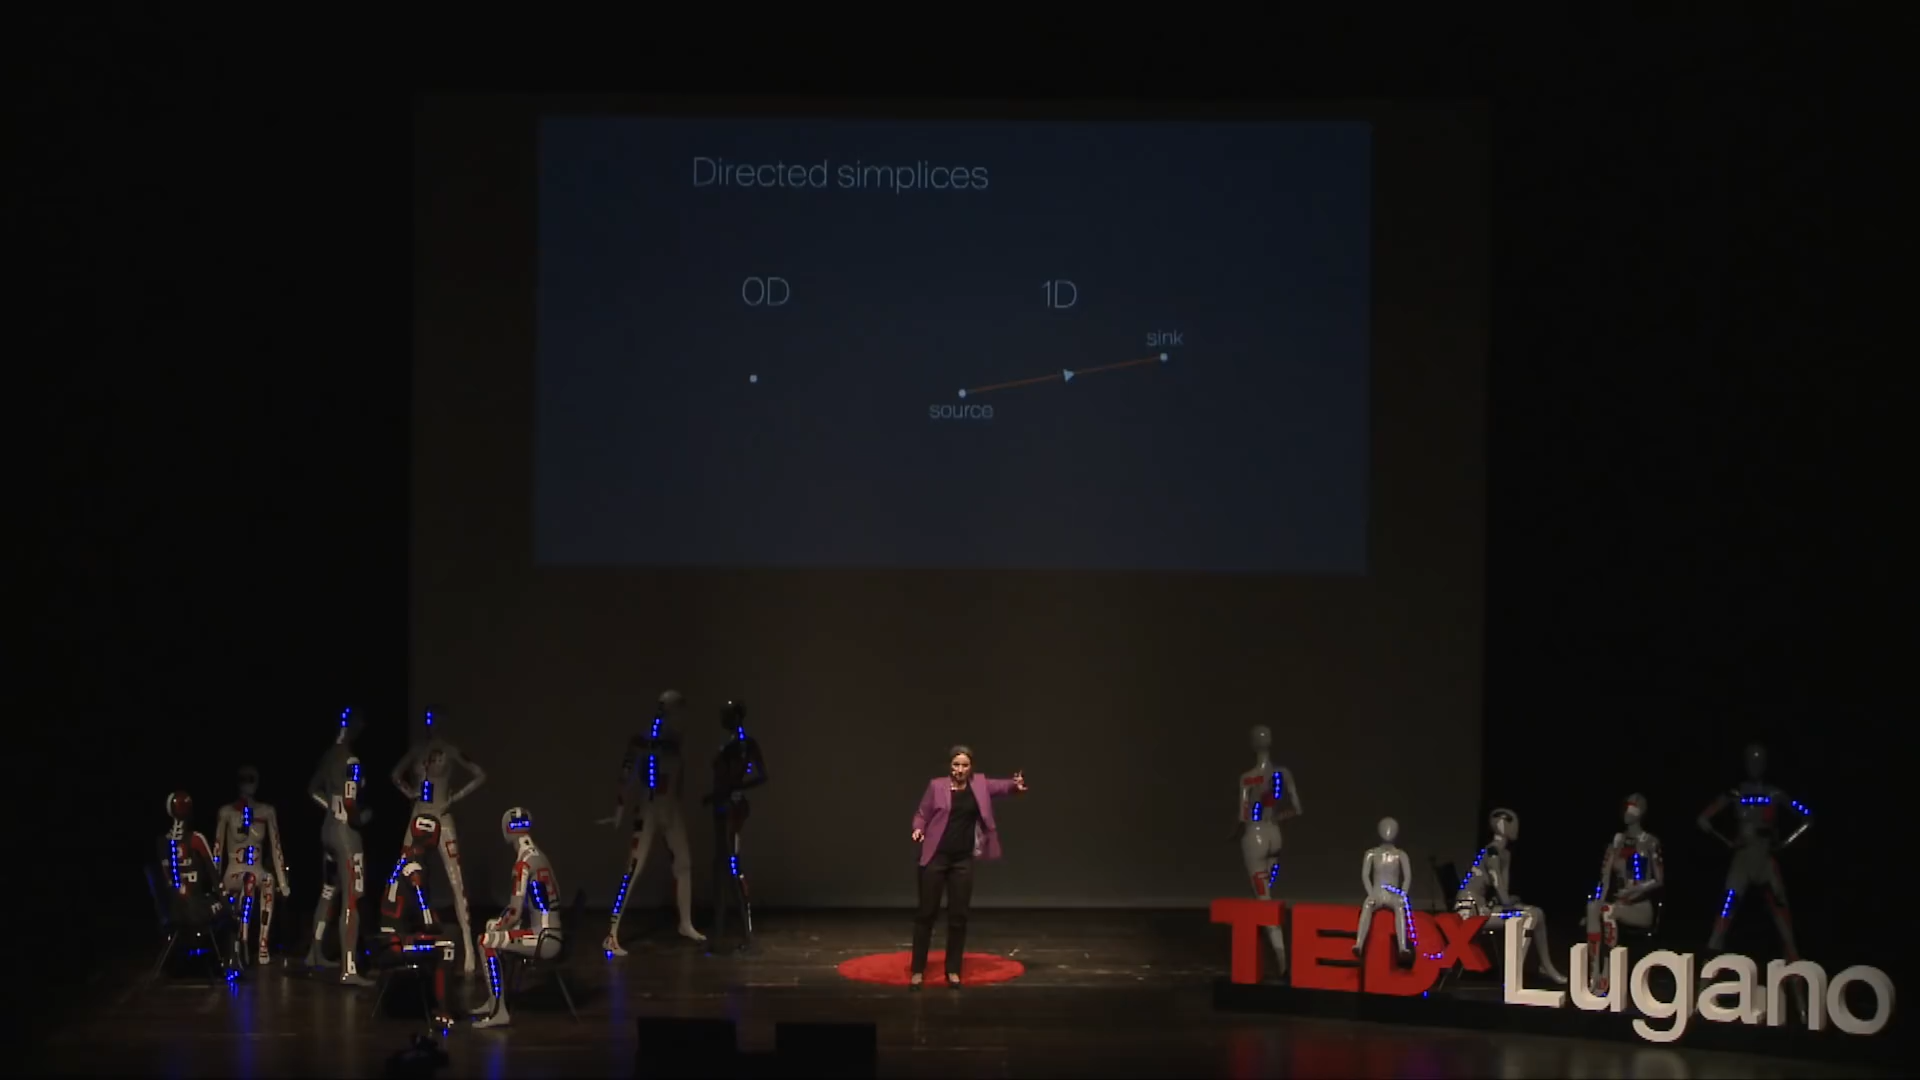 Directed simplices
0D
1D
sink
source
TEDx Lugano